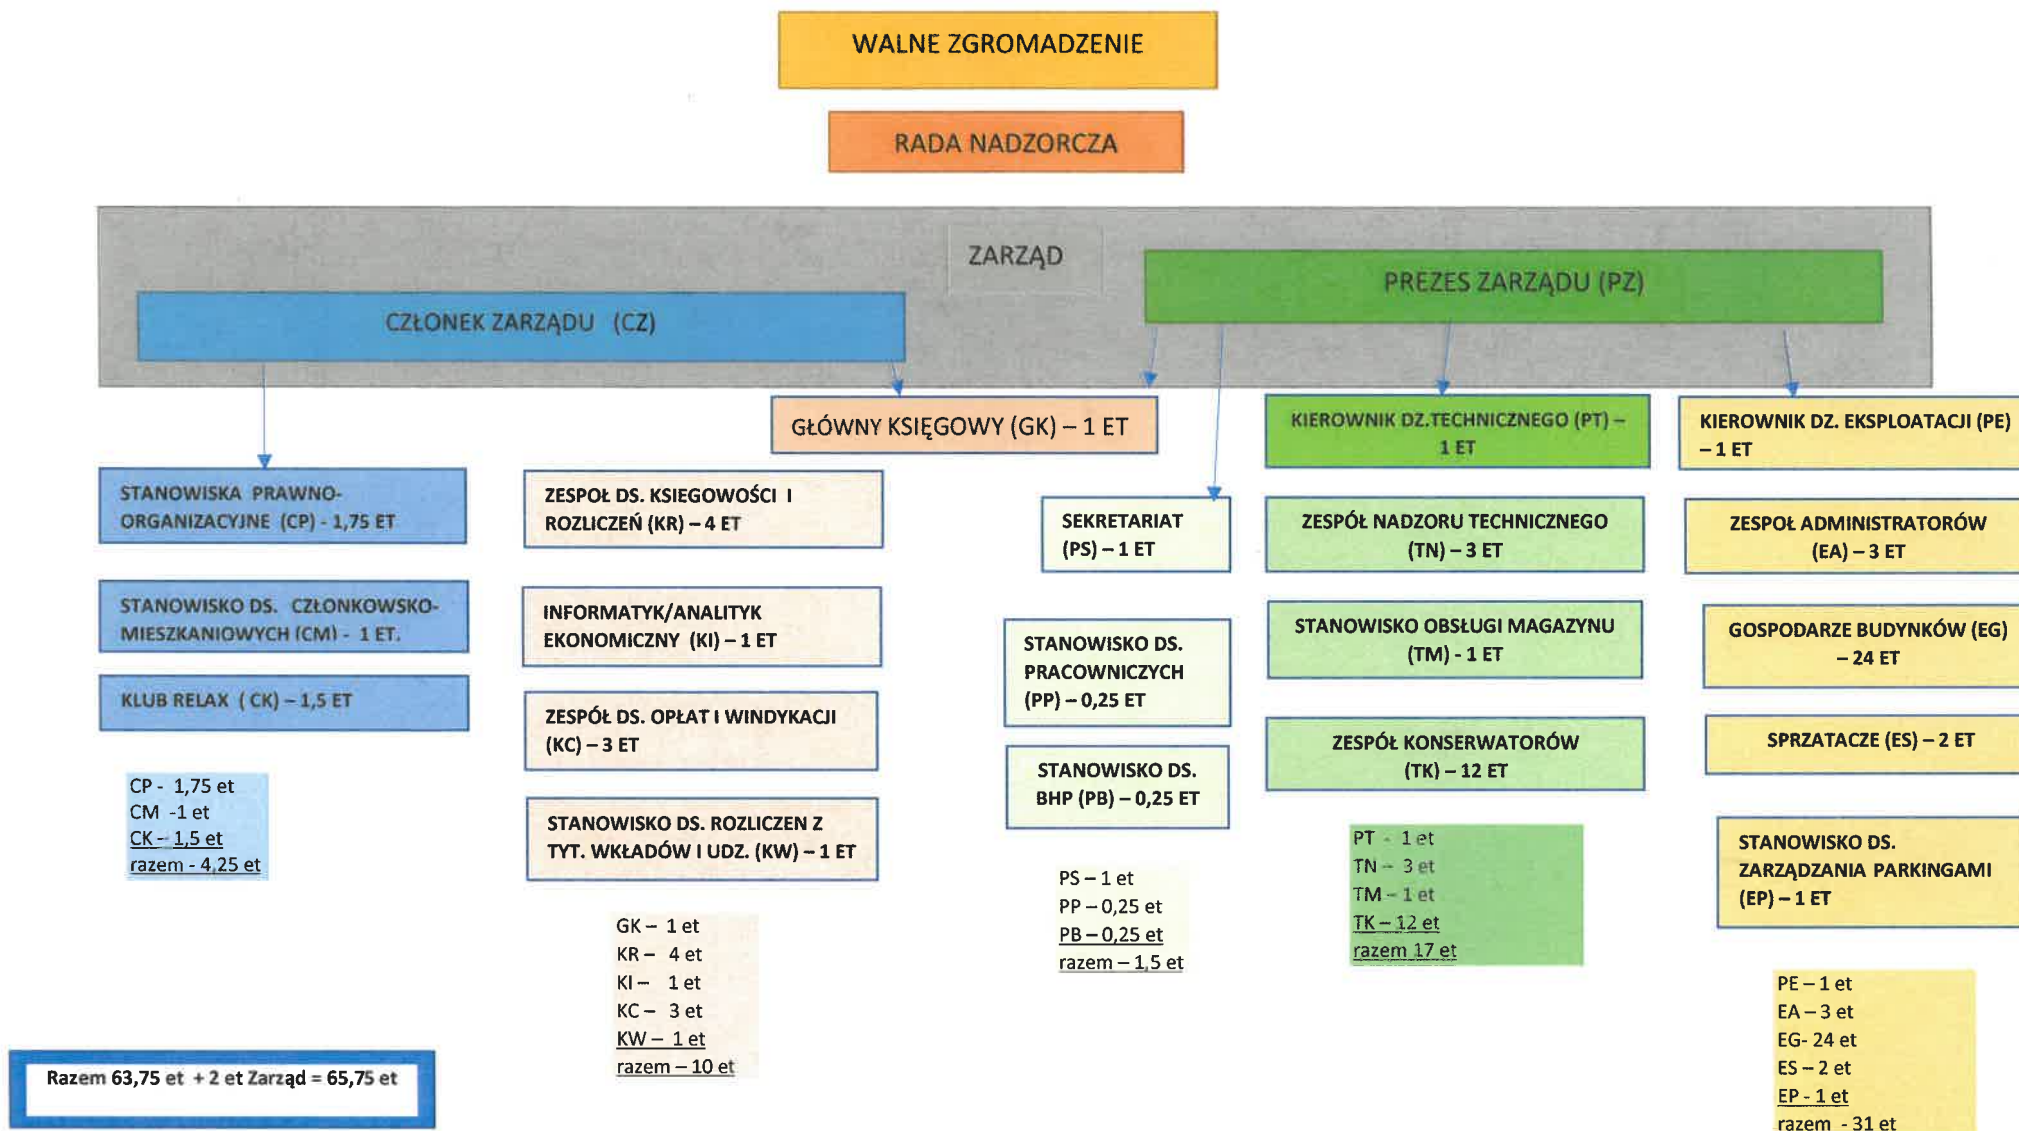 WALNE ZGROMADZENIE
RADA NADZORCZA
ZARZĄD
PREZES ZARZĄDU (PZ)
CZŁONEK ZARZĄDU (CZ)
GŁÓWNY KSIĘGOWY (GK) – 1 ET
KIEROWNIK DZ.TECHNICZNEGO (PT) –
1 ET
KIEROWNIK DZ. EKSPLOATACJI (PE)
– 1 ET
STANOWISKA PRAWNO-
ORGANIZACYJNE (CP) - 1,75 ET
STANOWISKO DS. CZŁONKOWSKO-
MIESZKANIOWYCH (CM) - 1 ET.
KLUB RELAX ( CK) – 1,5 ET
CP - 1,75 et
CM -1 et
CK – 1,5 et
razem - 4,25 et
ZESPOŁ DS. KSIEGOWOŚCI I
ROZLICZEŃ (KR) – 4 ET
INFORMATYK/ANALITYK
EKONOMICZNY (KI) – 1 ET
ZESPÓŁ DS. OPŁAT I WINDYKACJI
(KC) – 3 ET
STANOWISKO DS. ROZLICZEN Z
TYT. WKŁADÓW I UDZ. (KW) – 1 ET
GK – 1 et
KR – 4 et
KI – 1 et
KC – 3 et
KW – 1 et
razem – 10 et
SEKRETARIAT
(PS) – 1 ET
STANOWISKO DS.
PRACOWNICZYCH
(PP) – 0,25 ET
STANOWISKO DS.
BHP (PB) – 0,25 ET
PS – 1 et
PP – 0,25 et
PB – 0,25 et
razem – 1,5 et
ZESPÓŁ NADZORU TECHNICZNEGO
(TN) – 3 ET
STANOWISKO OBSŁUGI MAGAZYNU
(TM) - 1 ET
ZESPÓŁ KONSERWATORÓW
(TK) – 12 ET
PT - 1 et
TN – 3 et
TM – 1 et
TK – 12 et
razem 17 et
ZESPOŁ ADMINISTRATORÓW
(EA) – 3 ET
GOSPODARZE BUDYNKÓW (EG)
– 24 ET
SPRZATACZE (ES) – 2 ET
STANOWISKO DS.
ZARZĄDZANIA PARKINGAMI
(EP) – 1 ET
PE – 1 et
EA – 3 et
EG- 24 et
ES – 2 et
EP - 1 et
razem - 31 et
Razem 63,75 et + 2 et Zarząd = 65,75 et